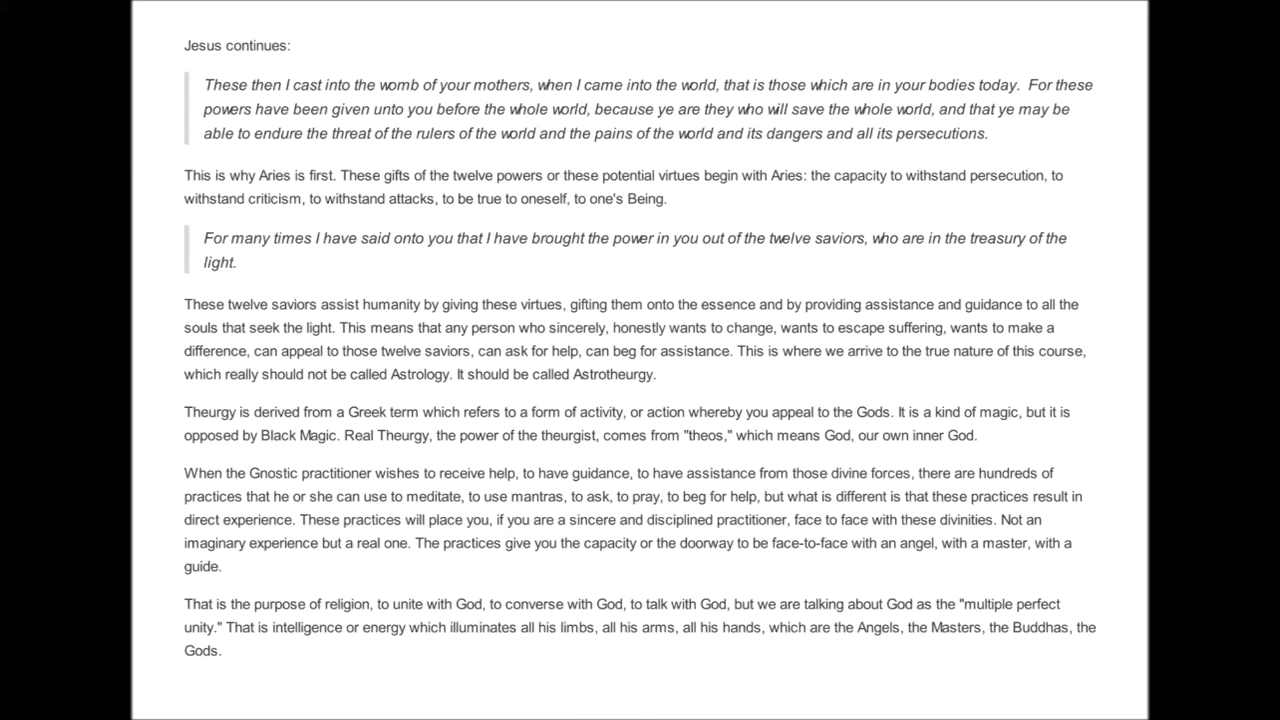 Jesus continues:
These then I cast into the womb of your mothers, when I came into the world, that is those which are in your bodies today.  For these
powers have been given unto you before the whole world, because ye are they who will save the whole world, and that ye may be
able to endure the threat of the rulers of the world and the pains of the world and its dangers and all its persecutions.
This is why Aries is first. These gifts of the twelve powers or these potential virtues begin with Aries: the capacity to withstand persecution, to
withstand criticism, to withstand attacks, to be true to oneself, to one's Being.
For many times I have said onto you that I have brought the power in you out of the twelve saviors, who are in the treasury of the
light.
These twelve saviors assist humanity by giving these virtues, gifting them onto the essence and by providing assistance and guidance to all the
souls that seek the light. This means that any person who sincerely, honestly wants to change, wants to escape suffering, wants to make a
difference, can appeal to those twelve saviors, can ask for help, can beg for assistance. This is where we arrive to the true nature of this course,
which really should not be called Astrology. It should be called Astrotheurgy.
Theurgy is derived from a Greek term which refers to a form of activity, or action whereby you appeal to the Gods. It is a kind of magic, but it is
opposed by Black Magic. Real Theurgy, the power of the theurgist, comes from "theos," which means God, our own inner God.
When the Gnostic practitioner wishes to receive help, to have guidance, to have assistance from those divine forces, there are hundreds of
practices that he or she can use to meditate, to use mantras, to ask, to pray, to beg for help, but what is different is that these practices result in
direct experience. These practices will place you, if you are a sincere and disciplined practitioner, face to face with these divinities. Not an
imaginary experience but a real one. The practices give you the capacity or the doorway to be face-to-face with an angel, with a master, with a
guide.
That is the purpose of religion, to unite with God, to converse with God, to talk with God, but we are talking about God as the "multiple perfect
unity." That is intelligence or energy which illuminates all his limbs, all his arms, all his hands, which are the Angels, the Masters, the Buddhas, the
Gods.